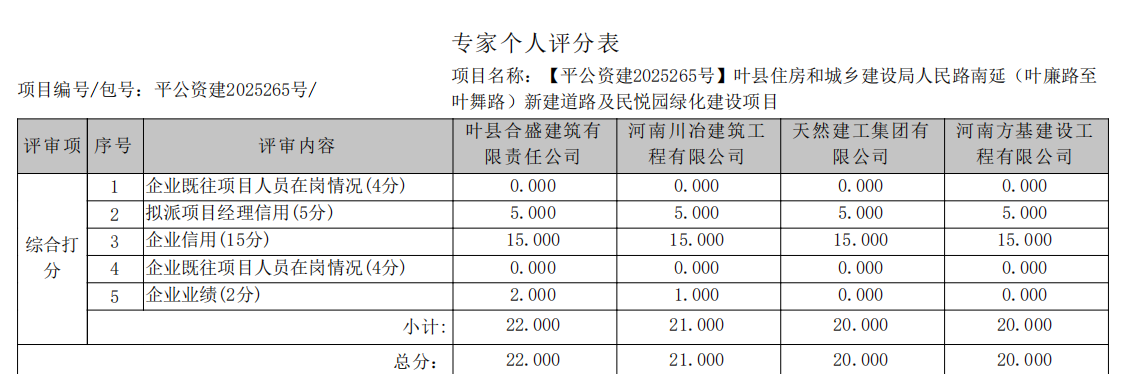 专家个人评分表
项目编号/包号：平公资建2025265号/
项目名称：【平公资建2025265号】叶县住房和城乡建设局人民路南延（叶廉路至
叶舞路）新建道路及民悦园绿化建设项目
评审项 序号 评审内容 叶县合盛建筑有 河南川冶建筑工 天然建工集团有 河南方基建设工
限责任公司 程有限公司 限公司 程有限公司
1 企业既往项目人员在岗情况(4分) 0.000 0.000 0.000 0.000
2 拟派项目经理信用(5分) 5.000 5.000 5.000 5.000
综合打 3 企业信用(15分) 15.000 15.000 15.000 15.000
分 4 企业既往项目人员在岗情况(4分) 0.000 0.000 0.000 0.000
5 企业业绩(2分) 2.000 1.000 0.000 0.000
小计: 22.000 21.000 20.000 20.000
总分: 22.000 21.000 20.000 20.000